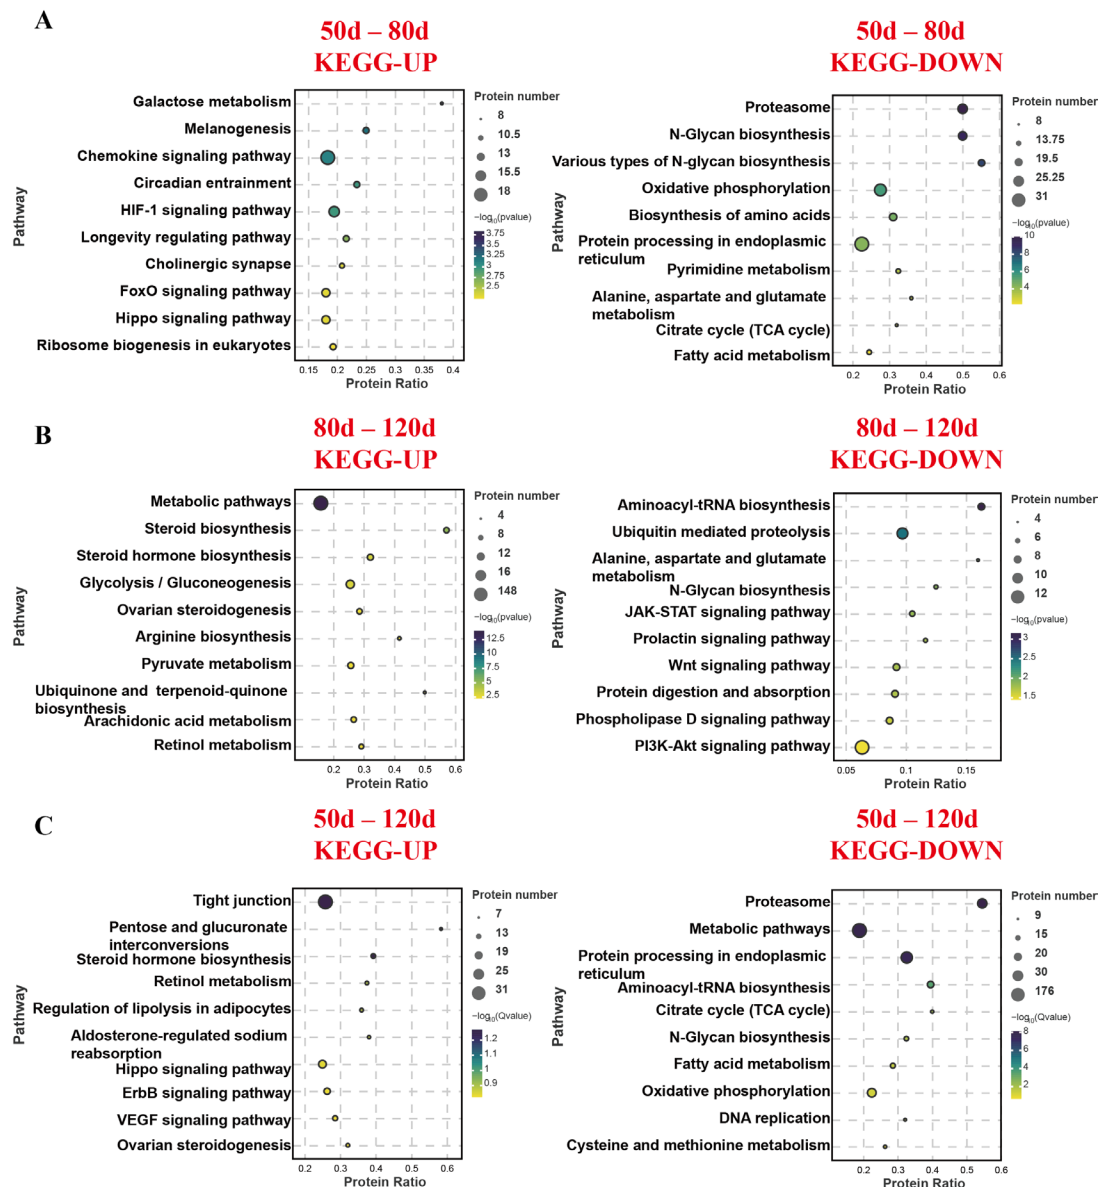 A
50d – 80d
KEGG-UP
Galactose metabolism
Melanogenesis
Chemokine signaling pathway
Circadian entrainment
HIF-1 signaling pathway
Longevity regulating pathway
Cholinergic synapse
FoxO signaling pathway
Hippo signaling pathway
Ribosome biogenesis in eukaryotes
Pathway
0.15 0.2 0.25 0.3 0.35 0.4
Protein Ratio
Protein number
8
10.5
13
15.5
18
−log10(pvalue)
3.75
3.5
3.25
3
2.75
2.5
50d – 80d
KEGG-DOWN
Proteasome
N-Glycan biosynthesis
Various types of N-glycan biosynthesis
Oxidative phosphorylation
Biosynthesis of amino acids
Protein processing in endoplasmic
reticulum
Pyrimidine metabolism
Alanine, aspartate and glutamate
metabolism
Citrate cycle (TCA cycle)
Fatty acid metabolism
Pathway
0.2 0.3 0.4 0.5 0.6
Protein Ratio
Protein number
8
13.75
19.5
25.25
31
−log10(pvalue)
10
8
6
4
B
80d – 120d
KEGG-UP
Metabolic pathways
Steroid biosynthesis
Steroid hormone biosynthesis
Glycolysis / Gluconeogenesis
Ovarian steroidogenesis
Arginine biosynthesis
Pyruvate metabolism
Ubiquinone and terpenoid-quinone
biosynthesis
Arachidonic acid metabolism
Retinol metabolism
Pathway
0.2 0.3 0.4 0.5 0.6
Protein Ratio
Protein number
4
8
12
16
148
−log10(pvalue)
12.5
10
7.5
5
2.5
80d – 120d
KEGG-DOWN
Aminoacyl-tRNA biosynthesis
Ubiquitin mediated proteolysis
Alanine, aspartate and glutamate
metabolism
N-Glycan biosynthesis
JAK-STAT signaling pathway
Prolactin signaling pathway
Wnt signaling pathway
Protein digestion and absorption
Phospholipase D signaling pathway
PI3K-Akt signaling pathway
Pathway
0.05 0.1 0.15
Protein Ratio
Protein number
4
6
8
10
12
−log10(pvalue)
3
2.5
2
1.5
C
50d – 120d
KEGG-UP
Tight junction
Pentose and glucuronate
interconversions
Steroid hormone biosynthesis
Retinol metabolism
Regulation of lipolysis in adipocytes
Aldosterone-regulated sodium
reabsorption
Hippo signaling pathway
ErbB signaling pathway
VEGF signaling pathway
Ovarian steroidogenesis
Pathway
0.2 0.3 0.4 0.5 0.6
Protein Ratio
Protein number
7
13
19
25
31
−log10(Qvalue)
1.2
1.1
1
0.9
50d – 120d
KEGG-DOWN
Proteasome
Metabolic pathways
Protein processing in endoplasmic
reticulum
Aminoacyl-tRNA biosynthesis
Citrate cycle (TCA cycle)
N-Glycan biosynthesis
Fatty acid metabolism
Oxidative phosphorylation
DNA replication
Cysteine and methionine metabolism
Pathway
0.2 0.3 0.4 0.5 0.6
Protein Ratio
Protein number
9
15
20
30
176
−log10(Qvalue)
8
6
4
2